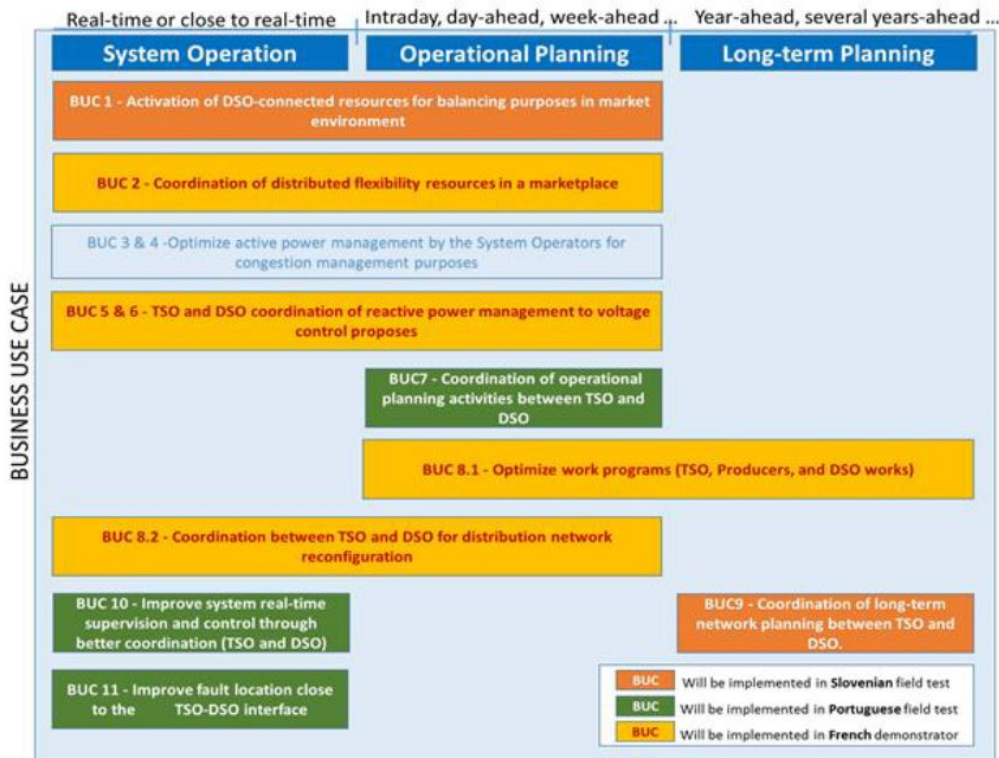 Real-time or close to real-time
Intraday, day-ahead, week-ahead ...
Year-ahead, several years-ahead ...
System Operation
Operational Planning
Long-term Planning
BUSINESS USE CASE
BUC 1 - Activation of DSO-connected resources for balancing purposes in market
environment
BUC 2 - Coordination of distributed flexibility resources in a marketplace
BUC 3 & 4 -Optimize active power management by the System Operators for
congestion management purposes
BUC 5 & 6 - TSO and DSO coordination of reactive power management to voltage
control proposes
BUC7 - Coordination of operational
planning activities between TSO and
DSO
BUC 8.1 - Optimize work programs (TSO, Producers, and DSO works)
BUC 8.2 - Coordination between TSO and DSO for distribution network
reconfiguration
BUC 10 - Improve system real-time
supervision and control through
better coordination (TSO and DSO)
BUC9 - Coordination of long-term
network planning between TSO and
DSO.
BUC 11 - Improve fault location close
to the TSO-DSO interface
BUC Will be implemented in Slovenian field test
BUC Will be implemented in Portuguese field test
BUC Will be implemented in French demonstrator